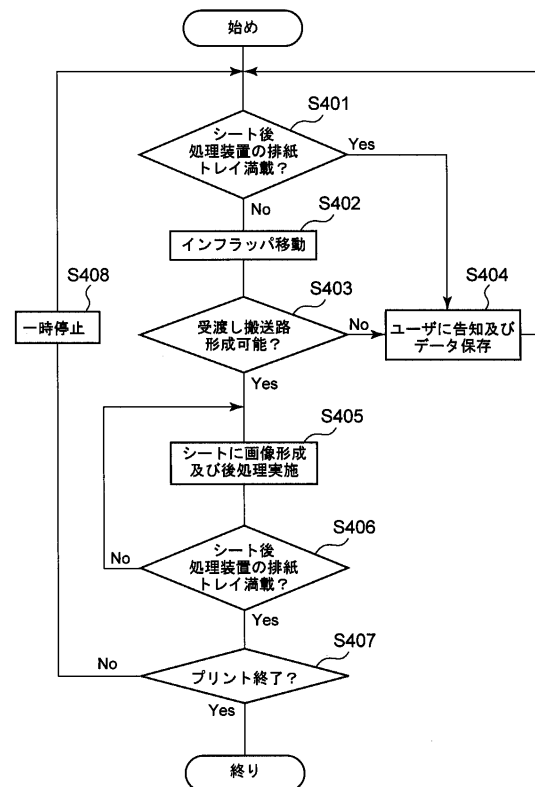 始め
S401
シート後
処理装置の排紙
トレイ満載？
Yes
No
S402
インフラッパ移動
S408
一時停止
S403
受渡し搬送路
形成可能？
No
Yes
S404
ユーザに告知及び
データ保存
S405
シートに画像形成
及び後処理実施
S406
シート後
処理装置の排紙
トレイ満載？
No
Yes
S407
プリント終了？
No
Yes
終り